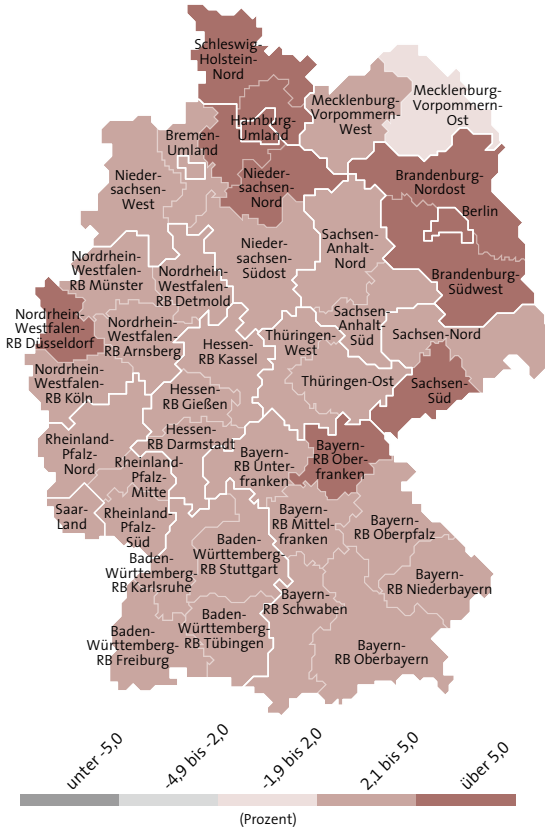 Schleswig-
Holstein-
Nord
Mecklenburg-
Vorpommern-
Ost
Mecklenburg-
Vorpommern-
West
Hamburg-
Umland
Bremen-
Umland
Nieder-
sachsen-
West
Nieder-
sachsen-
Nord
Brandenburg-
Nordost
Berlin
Sachsen-
Anhalt-
Nord
Nieder-
sachsen-
Südost
Nordrhein-
Westfalen-
RB Münster
Nordrhein-
Westfalen-
RB Detmold
Brandenburg-
Südwest
Nordrhein-
Westfalen-
RB Düsseldorf
Nordrhein-
Westfalen-
RB Arnsberg
Hessen-
RB Kassel
Thüringen-
West
Sachsen-
Anhalt-
Süd
Sachsen-Nord
Nordrhein-
Westfalen-
RB Köln
Hessen-
RB Gießen
Thüringen-Ost
Sachsen-
Süd
Rheinland-
Pfalz-
Nord
Hessen-
RB Darmstadt
Bayern-
RB Unter-
franken
Bayern-
RB Ober-
franken
Rheinland-
Pfalz-
Mitte
Saar-
Land
Rheinland-
Pfalz-
Süd
Bayern-
RB Mittel-
franken
Bayern-
RB Oberpfalz
Baden-
Württemberg-
RB Stuttgart
Baden-
Württemberg-
RB Karlsruhe
Bayern-
RB Niederbayern
Bayern-
RB Schwaben
Baden-
Württemberg-
RB Tübingen
Baden-
Württemberg-
RB Freiburg
Bayern-
RB Oberbayern
unter -5,0
-4,9 bis -2,0
-1,9 bis 2,0
2,1 bis 5,0
über 5,0
(Prozent)